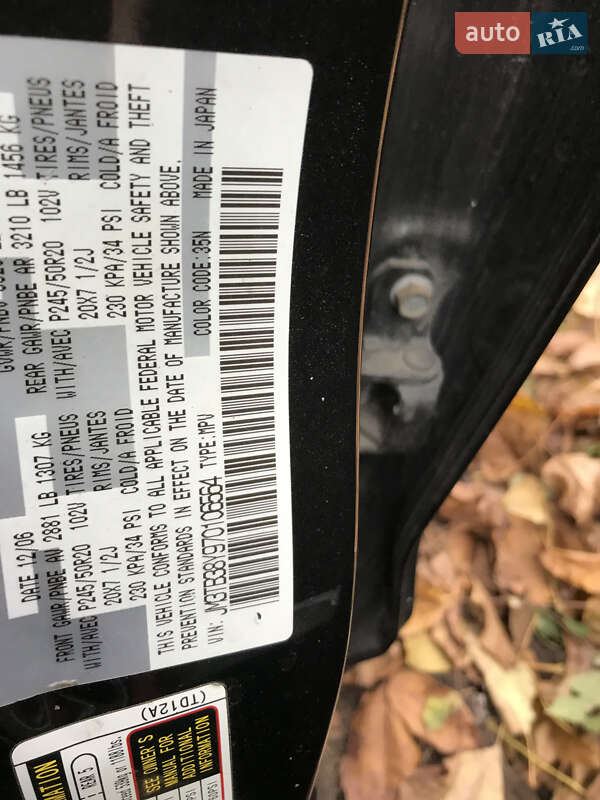 auto RIA .com
DATE 12/06
FRONT GAWR/PNBE AV 2881 LB 1307 KG REAR GAWR/PNBE AR 3210 LB 1456 KG
WITH/AVEC P245/50R20 102V TIRES/PNEUS WITH/AVEC P245/50R20 102V TIRES/PNEUS
20X7 1/2J RIMS/JANTES 20X7 1/2J RIMS/JANTES
230 KPA/34 PSI COLD/A FROID 230 KPA/34 PSI COLD/A FROID
THIS VEHICLE CONFORMS TO ALL APPLICABLE FEDERAL MOTOR VEHICLE SAFETY AND THEFT
PREVENTION STANDARDS IN EFFECT ON THE DATE OF MANUFACTURE SHOWN ABOVE.
VIN: JM3TB38Y970106564 TYPE:MPV COLOR CODE:35N MADE IN JAPAN
(TD12A)
REAR 5
SEE OWNER'S
MANUAL FOR
ADDITIONAL
INFORMATION